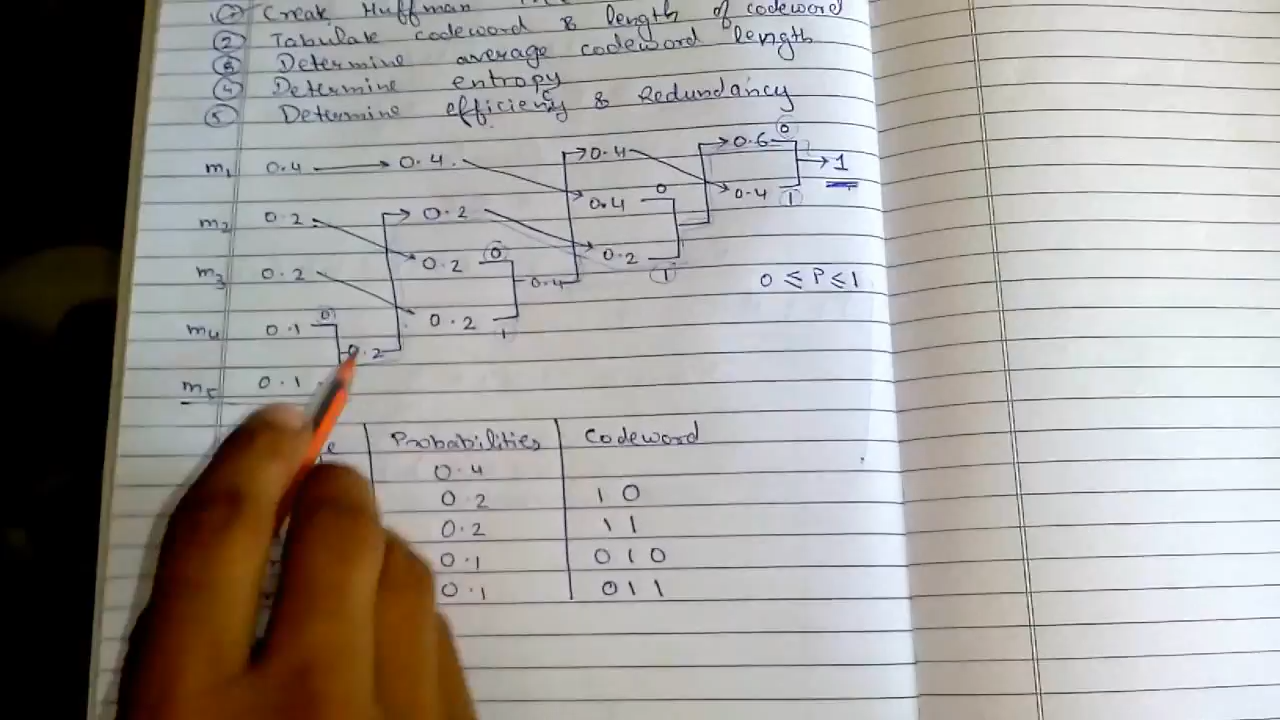 ① Creak Huffman
② Tabulate codeword & length of codeword
③ Determine average codeword length
④ Determine entropy
⑤ Determine efficieny & Redundancy
m₁ 0.4 0.4 0.4 0.6 0 1
0.4 0 0.4 1
m₂ 0.2 0.2
0.2 0 0.2 1
m₃ 0.2 0.4 0 ≤ P ≤ 1
m₄ 0.1 0 0.2 1
0.2
m₅ 0.1
Probabilities Codeword
0.4
0.2 1 0
0.2 1 1
0.1 0 1 0
0.1 0 1 1